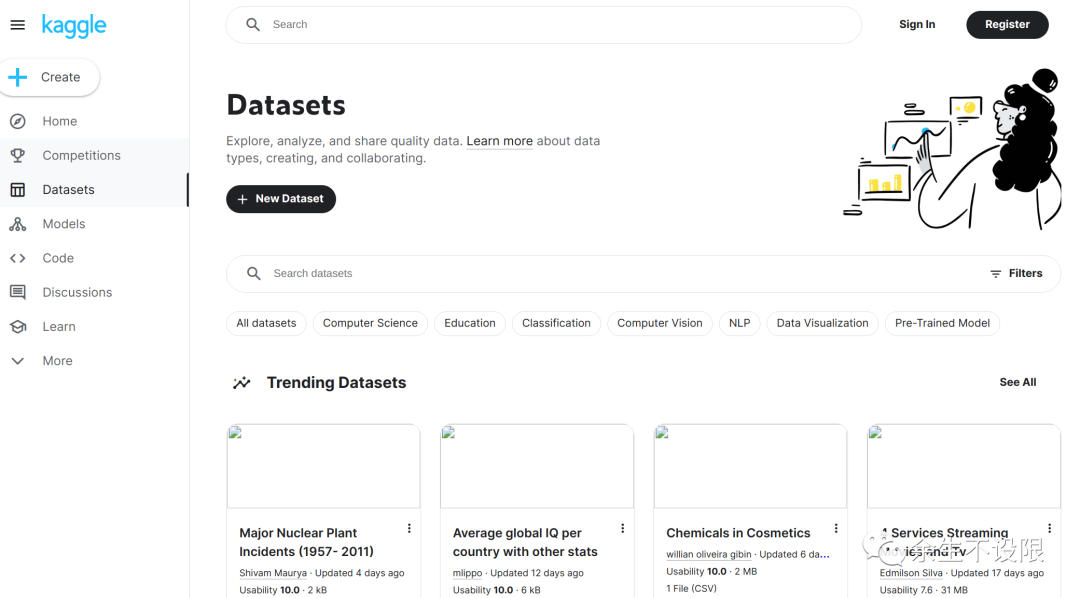 kaggle
Search
Sign In
Register
Create
Home
Competitions
Datasets
Models
Code
Discussions
Learn
More
Datasets
Explore, analyze, and share quality data. Learn more about data
types, creating, and collaborating.
+ New Dataset
Search datasets
Filters
All datasets
Computer Science
Education
Classification
Computer Vision
NLP
Data Visualization
Pre-Trained Model
Trending Datasets
See All
Major Nuclear Plant
Incidents (1957- 2011)
Shivam Maurya · Updated 4 days ago
Usability 10.0 · 2 kB
Average global IQ per
country with other stats
mlippo · Updated 12 days ago
Usability 10.0 · 6 kB
Chemicals in Cosmetics
willian oliveira gibin · Updated 6 da...
Usability 10.0 · 2 MB
1 File (CSV)
4 Services Streaming
Tv
Edmilson Silva · Updated 17 days ago
Usability 7.6 · 31 MB
余生不设限